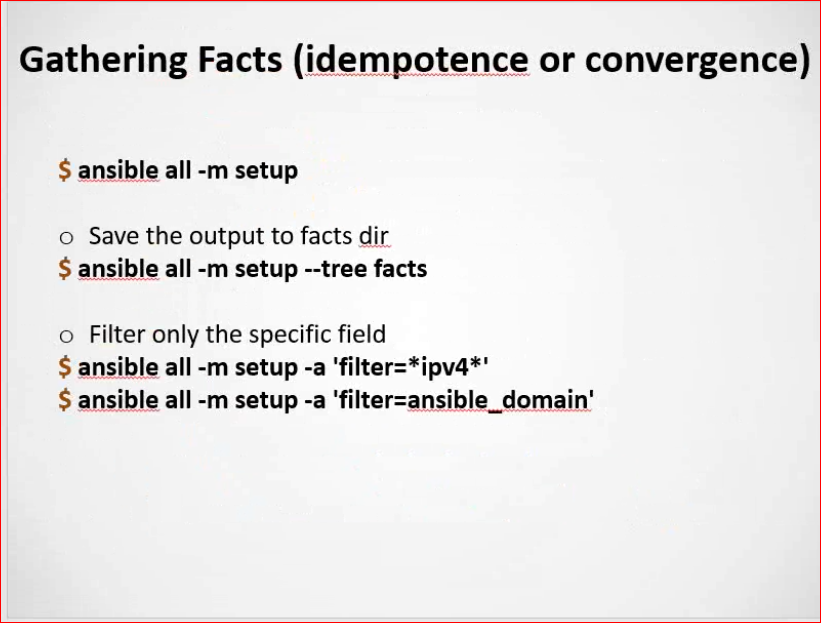 Gathering Facts (idempotence or convergence)
$ ansible all -m setup
o Save the output to facts dir
$ ansible all -m setup --tree facts
o Filter only the specific field
$ ansible all -m setup -a 'filter=*ipv4*'
$ ansible all -m setup -a 'filter=ansible_domain'